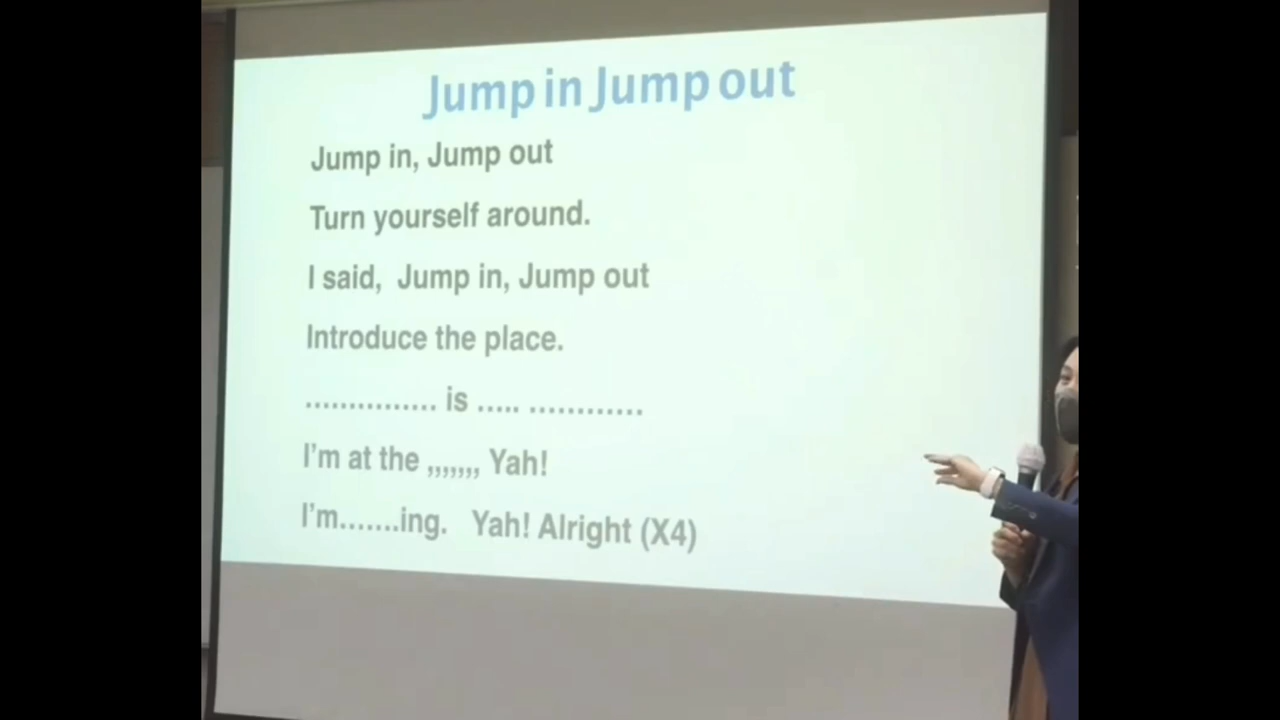 Jump in Jump out
Jump in, Jump out
Turn yourself around.
I said, Jump in, Jump out
Introduce the place.
............... is ..... ............
I'm at the ,,,,,,, Yah!
I'm.......ing. Yah! Alright (X4)